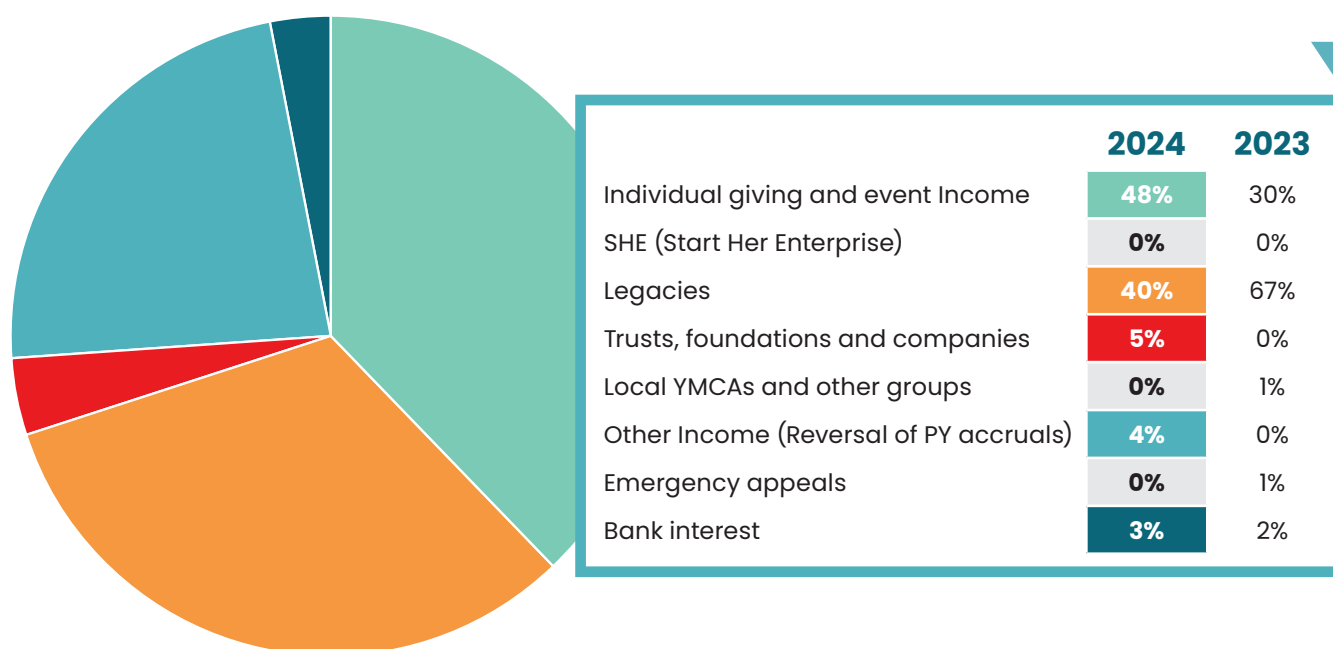 2024 2023
Individual giving and event Income 48% 30%
SHE (Start Her Enterprise) 0% 0%
Legacies 40% 67%
Trusts, foundations and companies 5% 0%
Local YMCAs and other groups 0% 1%
Other Income (Reversal of PY accruals) 4% 0%
Emergency appeals 0% 1%
Bank interest 3% 2%